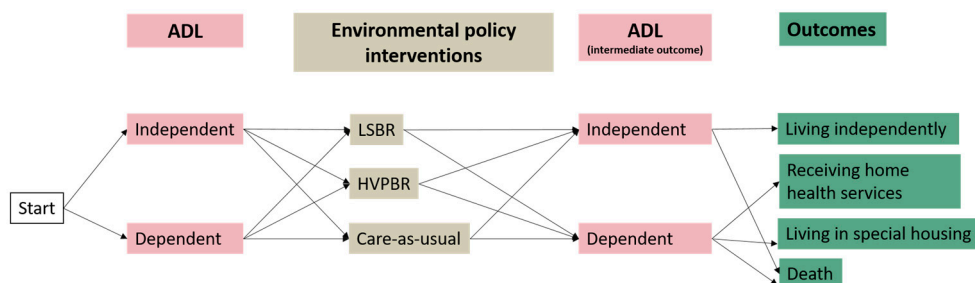 ADL
Environmental policy
interventions
ADL
(intermediate outcome)
Outcomes
Independent
LSBR
Independent
Living independently
HVPBR
Receiving home
health services
Start
Dependent
Care-as-usual
Dependent
Living in special housing
Death